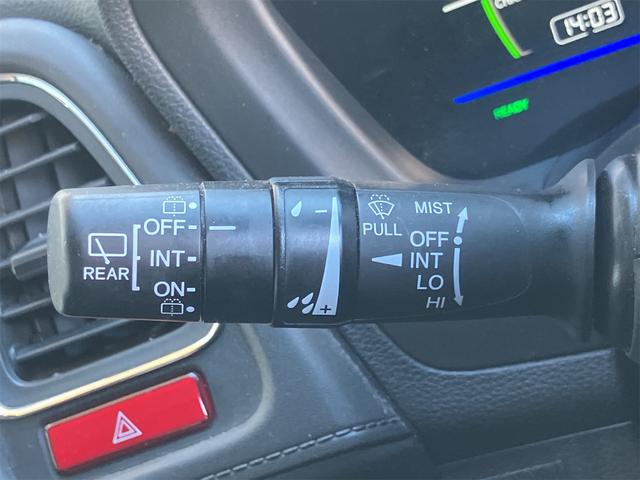 14:03
READY
OFF
INT
ON
REAR
−
+
PULL
MIST
OFF
INT
LO
HI